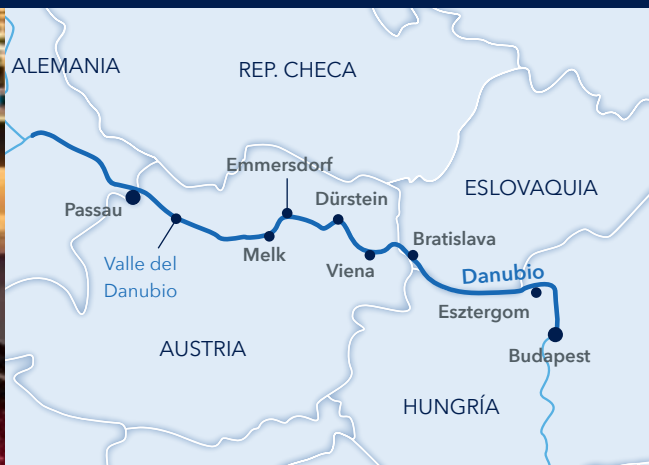 ALEMANIA
REP. CHECA
Emmersdorf
ESLOVAQUIA
Dürstein
Passau
Bratislava
Melk
Viena
Valle del
Danubio
Danubio
Esztergom
AUSTRIA
Budapest
HUNGRÍA